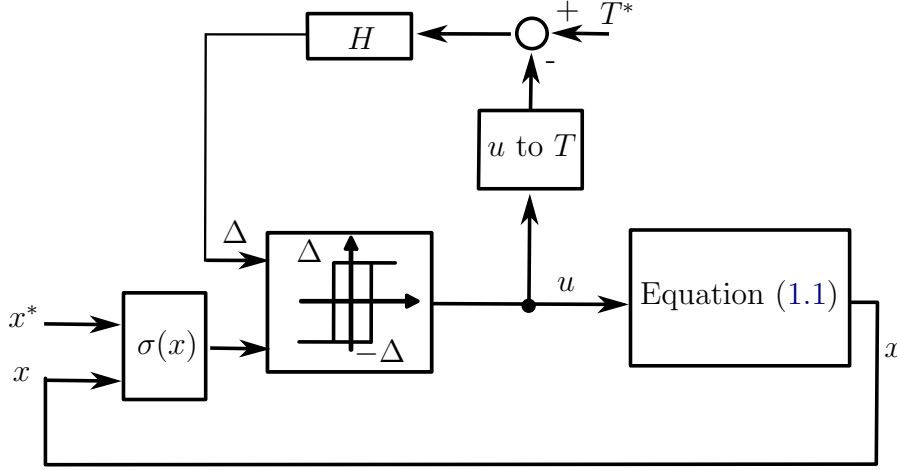 H
+
T*
-
u to T
Δ
Δ
-Δ
u
Equation (1.1)
x*
σ(x)
x
x